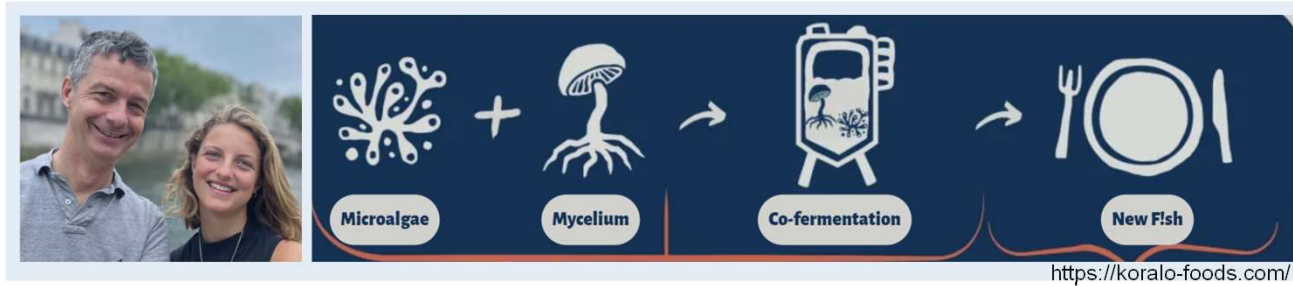 Microalgae
Mycelium
Co-fermentation
New F!sh
https://koralo-foods.com/